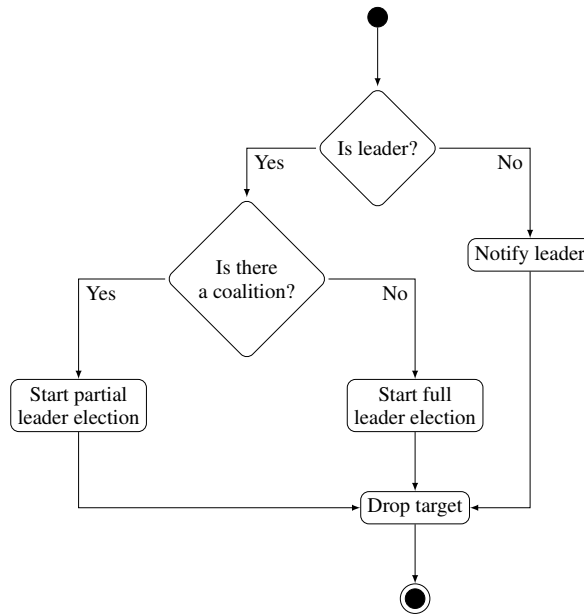 Is leader?
Yes
No
Notify leader
Is there
a coalition?
Yes
No
Start partial
leader election
Start full
leader election
Drop target